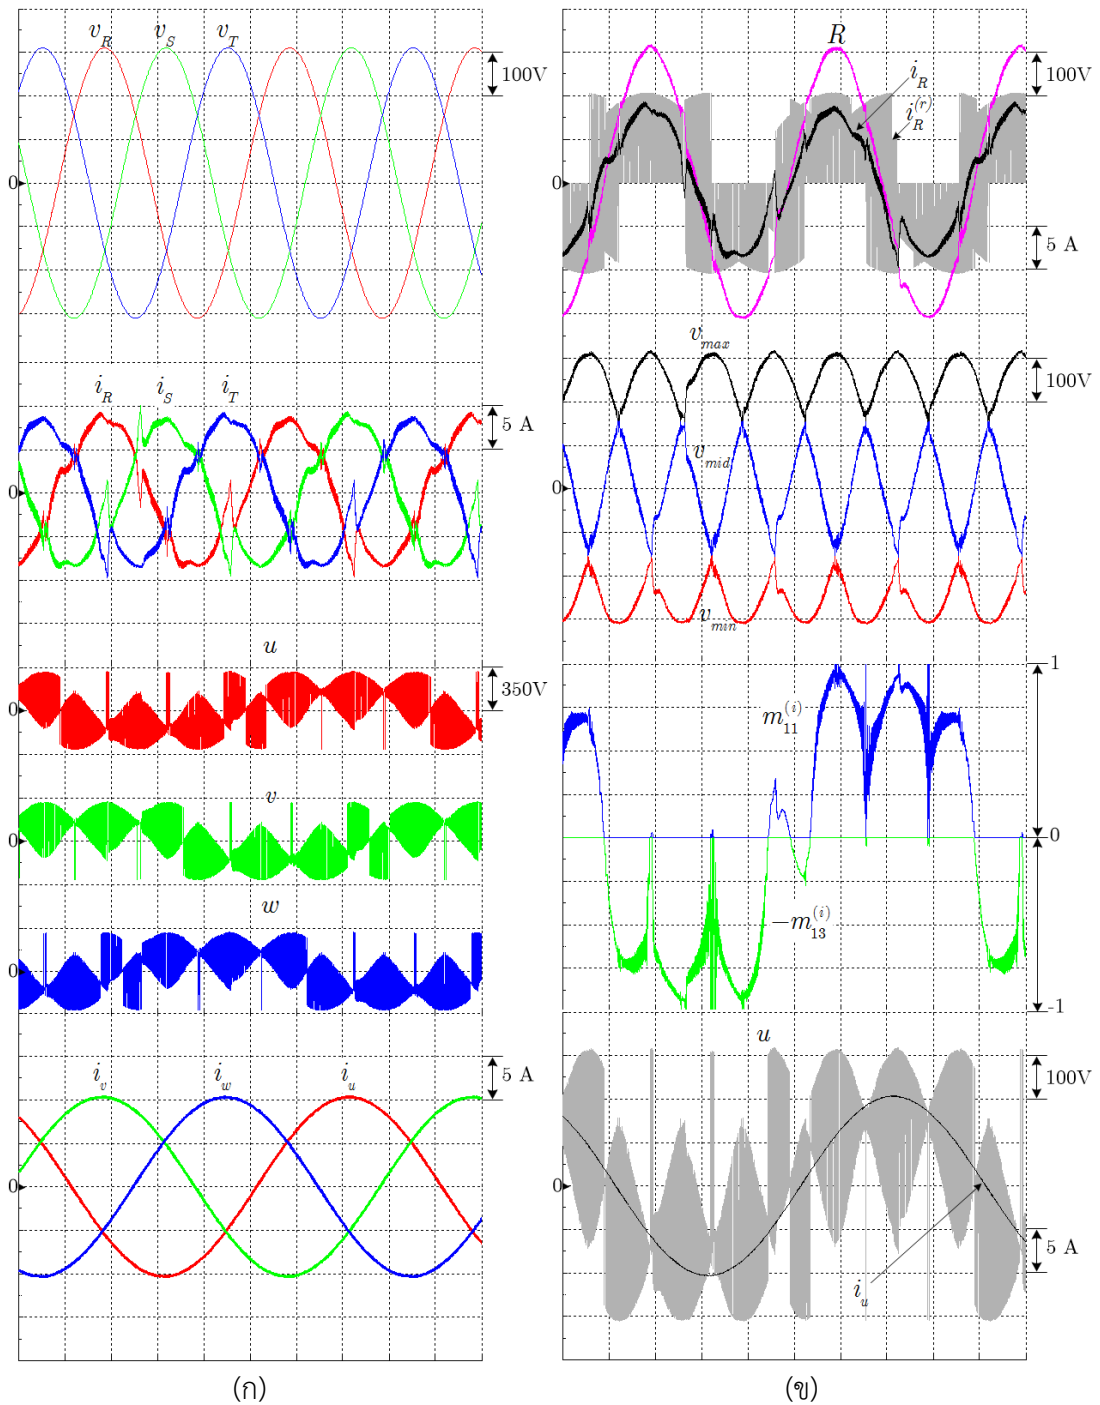 v_R v_S v_T
100V
0
i_R i_S i_T
5 A
0
u
350V
0
v
0
w
0
i_v i_w i_u
5 A
0
(ก)
R
100V
i_R
i_R^(r)
0
5 A
v_max
100V
v_mid
0
v_min
1
m_11^(i)
0
-m_13^(i)
-1
u
100V
0
5 A
i_u
(ข)